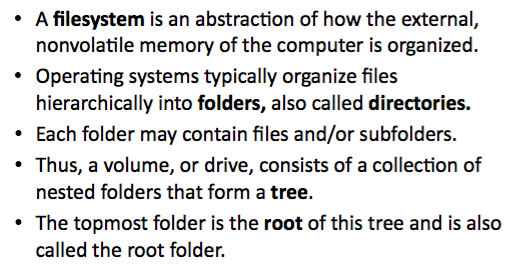 • A filesystem is an abstraction of how the external,
nonvolatile memory of the computer is organized.
• Operating systems typically organize files
hierarchically into folders, also called directories.
• Each folder may contain files and/or subfolders.
• Thus, a volume, or drive, consists of a collection of
nested folders that form a tree.
• The topmost folder is the root of this tree and is also
called the root folder.